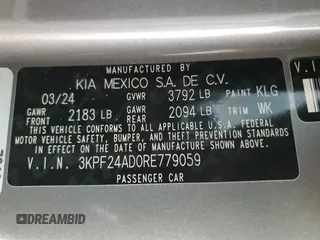 MANUFACTURED BY
KIA MEXICO S.A. DE C.V.
03/24 GVWR 3792 LB PAINT KLG
GAWR FRONT 2183 LB GAWR REAR 2094 LB TRIM WK
THIS VEHICLE CONFORMS TO ALL APPLICABLE FEDERAL
MOTOR VEHICLE SAFETY, BUMPER, AND THEFT PREVENTION
STANDARDS IN EFFECT ON THE DATE OF MANUFACTURE SHOWN ABOVE.
V.I.N. 3KPF24AD0RE779059
PASSENGER CAR
V.I
DREAMBID